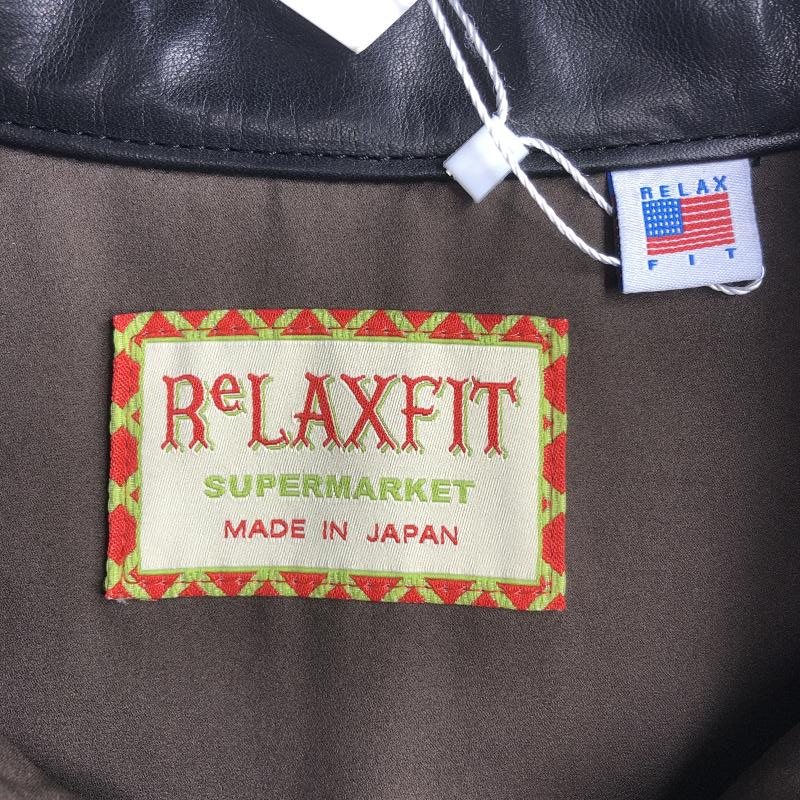 RELAX
FIT
ReLAXFIT
SUPERMARKET
MADE IN JAPAN